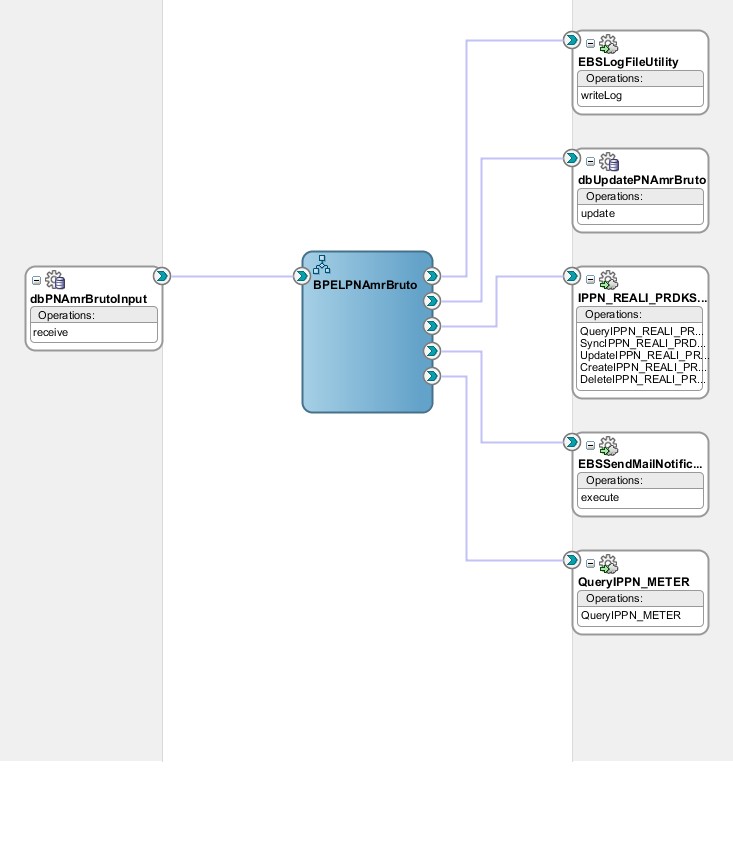 EBSLogFileUtility
Operations:
writeLog
dbUpdatePNAmrBruto
Operations:
update
dbPNAmrBrutoInput
Operations:
receive
BPELPNAmrBruto
IPPN_REALI_PRDKS...
Operations:
QueryIPPN_REALI_PR...
SyncIPPN_REALI_PRD...
UpdateIPPN_REALI_PR...
CreateIPPN_REALI_PR...
DeleteIPPN_REALI_PR...
EBSSendMailNotific...
Operations:
execute
QueryIPPN_METER
Operations:
QueryIPPN_METER